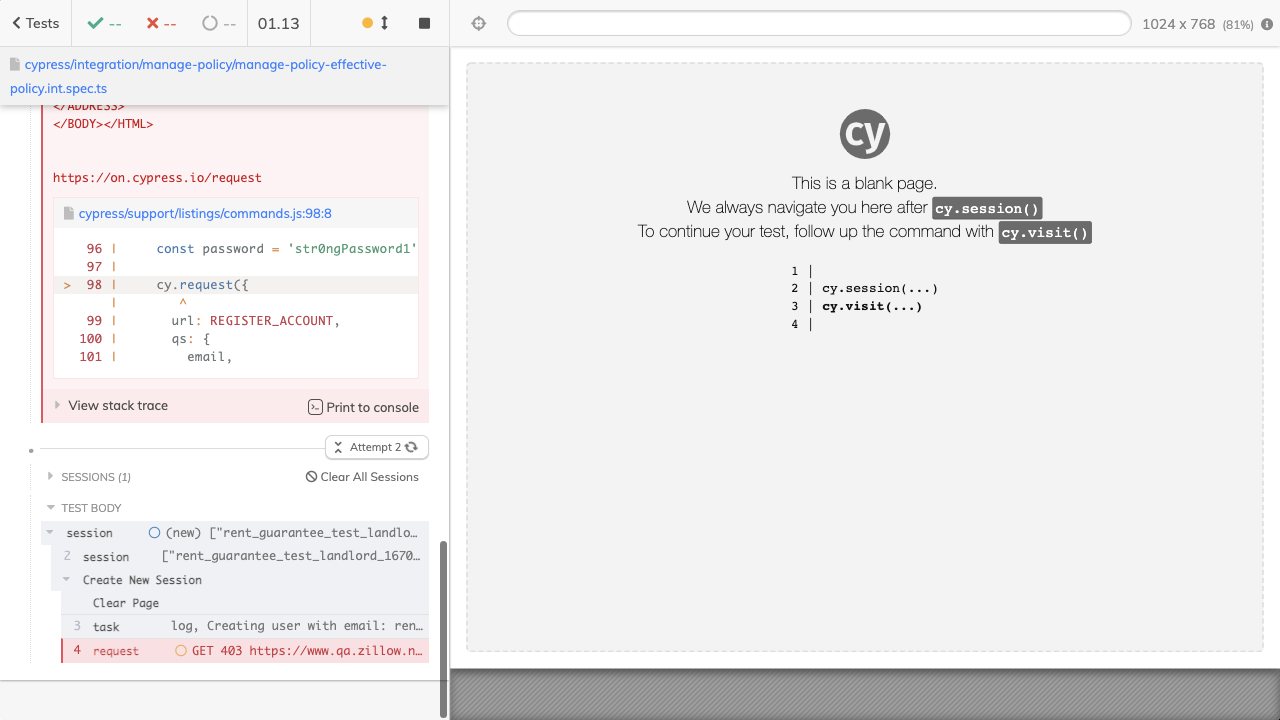 Tests
--
--
--
01.13
1024 x 768 (81%)
cypress/integration/manage-policy/manage-policy-effective-
policy.int.spec.ts
</ADDRESS>
</BODY></HTML>
https://on.cypress.io/request
cypress/support/listings/commands.js:98:8
96 | const password = 'str0ngPassword1'
97 |
> 98 | cy.request({
| ^
99 | url: REGISTER_ACCOUNT,
100 | qs: {
101 | email,
View stack trace
Print to console
Attempt 2
SESSIONS (1)
Clear All Sessions
TEST BODY
session (new) ["rent_guarantee_test_landlo…
2 session ["rent_guarantee_test_landlord_1670…
Create New Session
Clear Page
3 task log, Creating user with email: ren…
4 request GET 403 https://www.qa.zillow.n…
cy
This is a blank page.
We always navigate you here after cy.session()
To continue your test, follow up the command with cy.visit()
1 |
2 | cy.session(...)
3 | cy.visit(...)
4 |